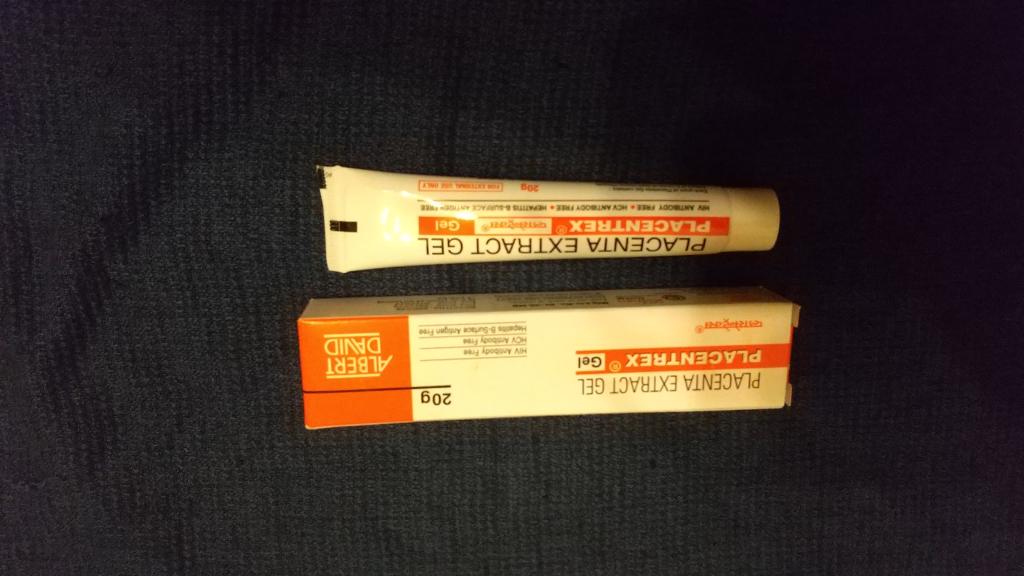 PLACENTA EXTRACT GEL
PLACENTREX® प्लासेन्ट्रेक्स® Gel
HIV ANTIBODY FREE • HCV ANTIBODY FREE • HEPATITIS B-SURFACE ANTIGEN FREE
20g FOR EXTERNAL USE ONLY
PLACENTA EXTRACT GEL
PLACENTREX® Gel
प्लासेन्ट्रेक्स®
20g
HIV Antibody Free
HCV Antibody Free
Hepatitis B-Surface Antigen Free
ALBERT
DAVID